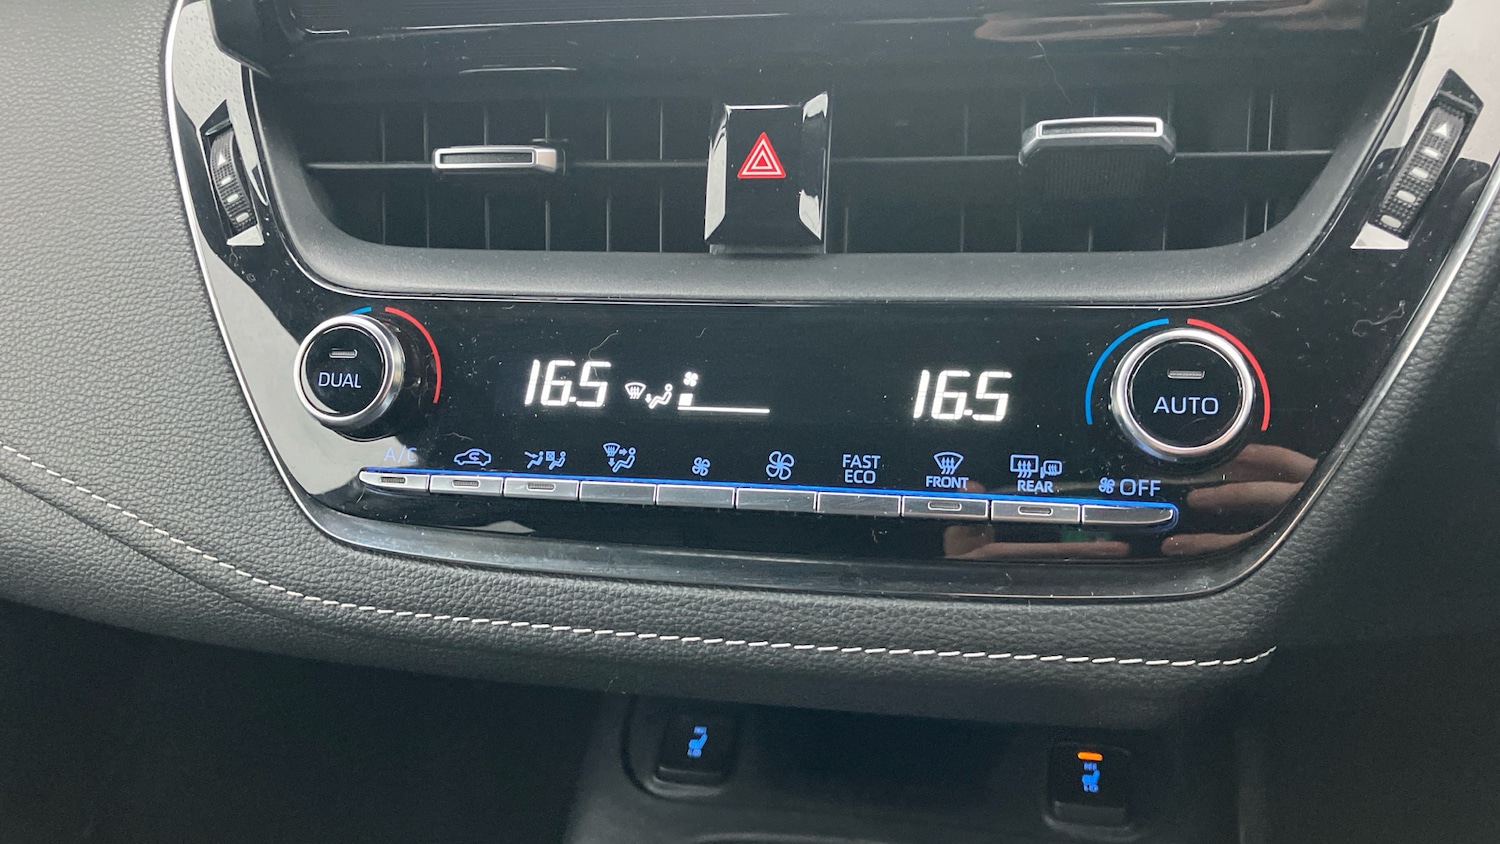 DUAL
16.5
16.5
AUTO
A/C
FAST
ECO
FRONT
REAR
OFF